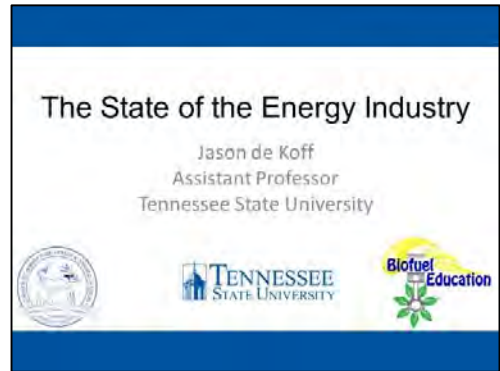 The State of the Energy Industry
Jason de Koff
Assistant Professor
Tennessee State University
TENNESSEE
STATE UNIVERSITY
Biofuel
Education